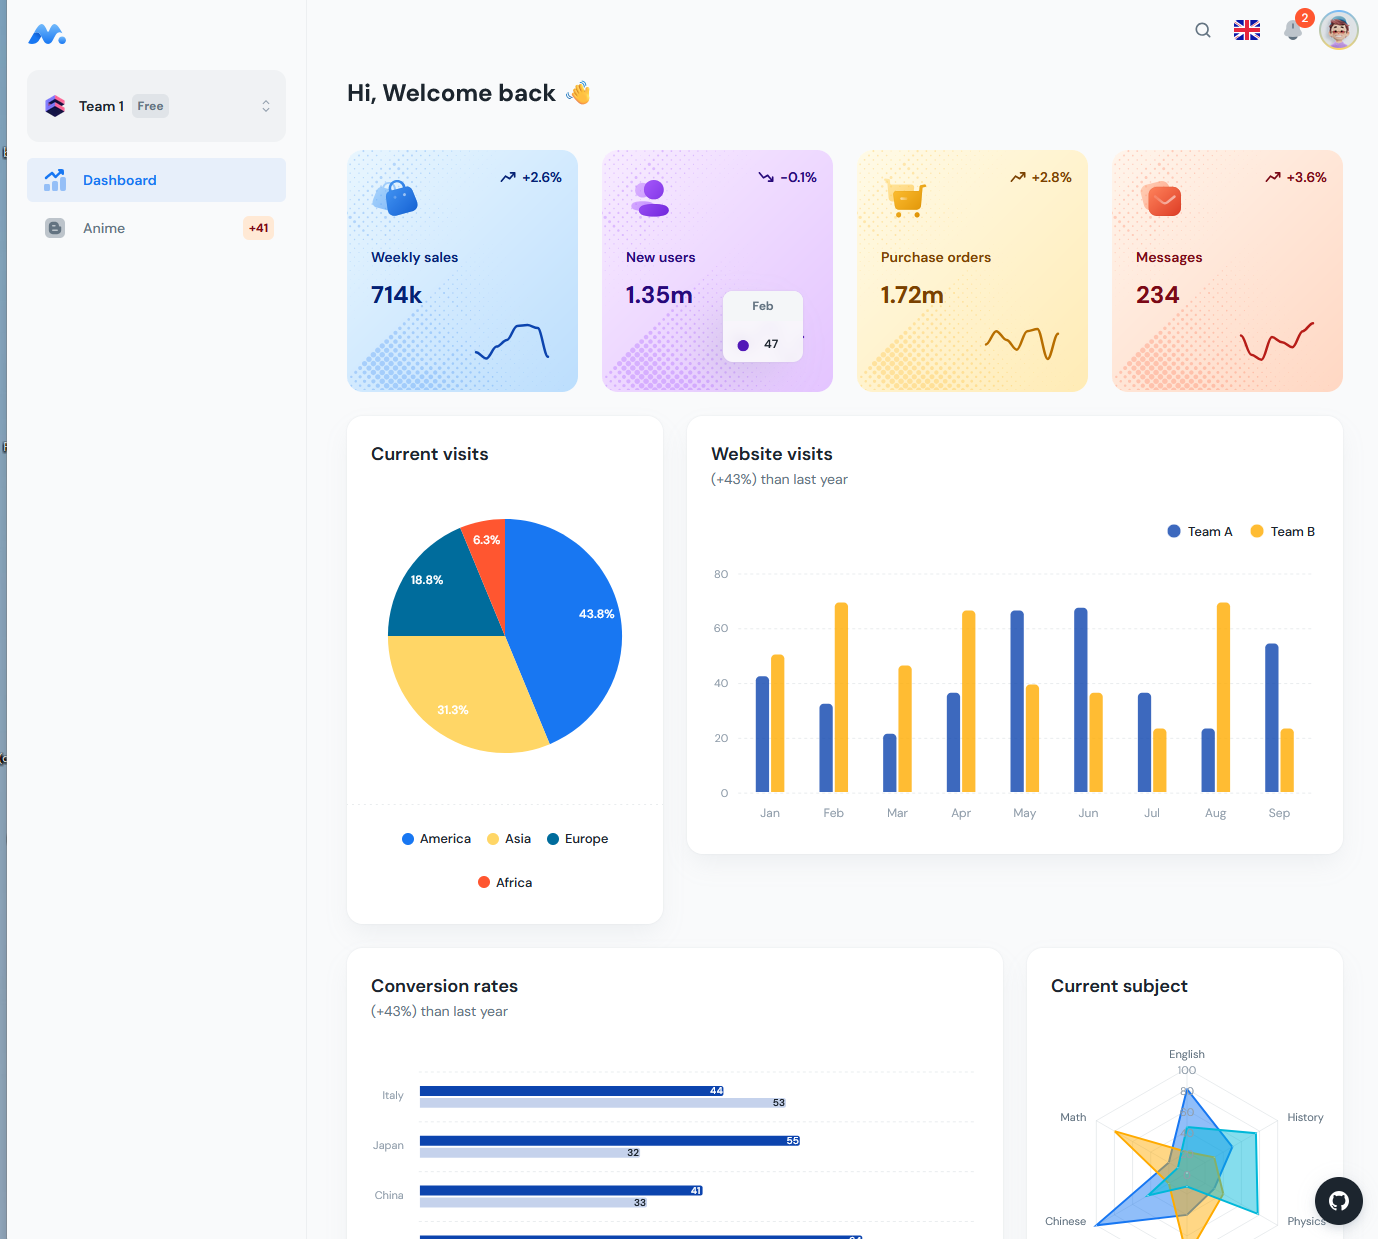 2
Team 1 Free
Dashboard
Anime +41
Hi, Welcome back
+2.6%
Weekly sales
714k
-0.1%
New users
1.35m
Feb
47
+2.8%
Purchase orders
1.72m
+3.6%
Messages
234
Current visits
6.3%
18.8%
43.8%
31.3%
America Asia Europe
Africa
Website visits
(+43%) than last year
Team A Team B
80
60
40
20
0
Jan Feb Mar Apr May Jun Jul Aug Sep
Conversion rates
(+43%) than last year
Italy 44
53
Japan 55
32
China 41
33
Current subject
English
100
80
Math
History
Chinese
Physics